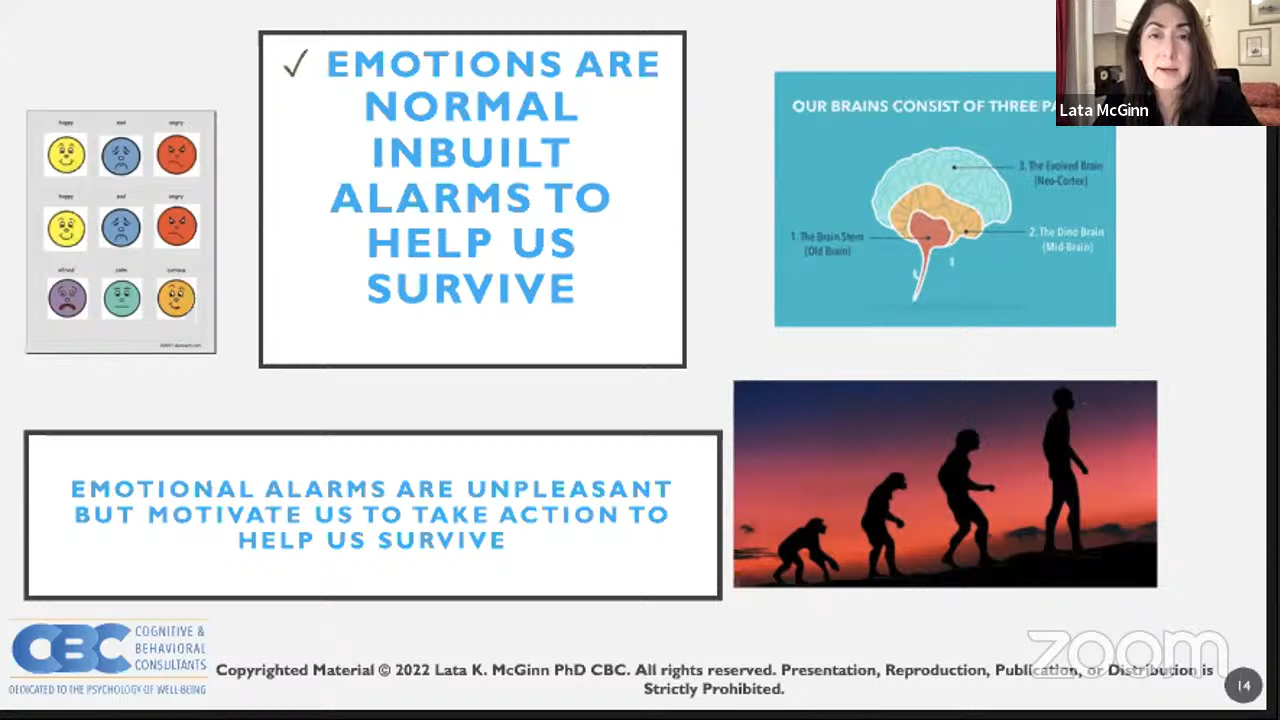 ✓ EMOTIONS ARE
NORMAL
INBUILT
ALARMS TO
HELP US
SURVIVE
happy sad angry
happy sad angry
afraid calm curious
OUR BRAINS CONSIST OF THREE
3. The Evolved Brain
(Neo-Cortex)
1. The Brain Stem
(Old Brain)
2. The Dino Brain
(Mid-Brain)
Lata McGinn
EMOTIONAL ALARMS ARE UNPLEASANT
BUT MOTIVATE US TO TAKE ACTION TO
HELP US SURVIVE
CBC COGNITIVE &
BEHAVIORAL
CONSULTANTS
DEDICATED TO THE PSYCHOLOGY OF WELL-BEING
Copyrighted Material © 2022 Lata K. McGinn PhD CBC. All rights reserved. Presentation, Reproduction, Publication, or Distribution is
Strictly Prohibited.
zoom
14